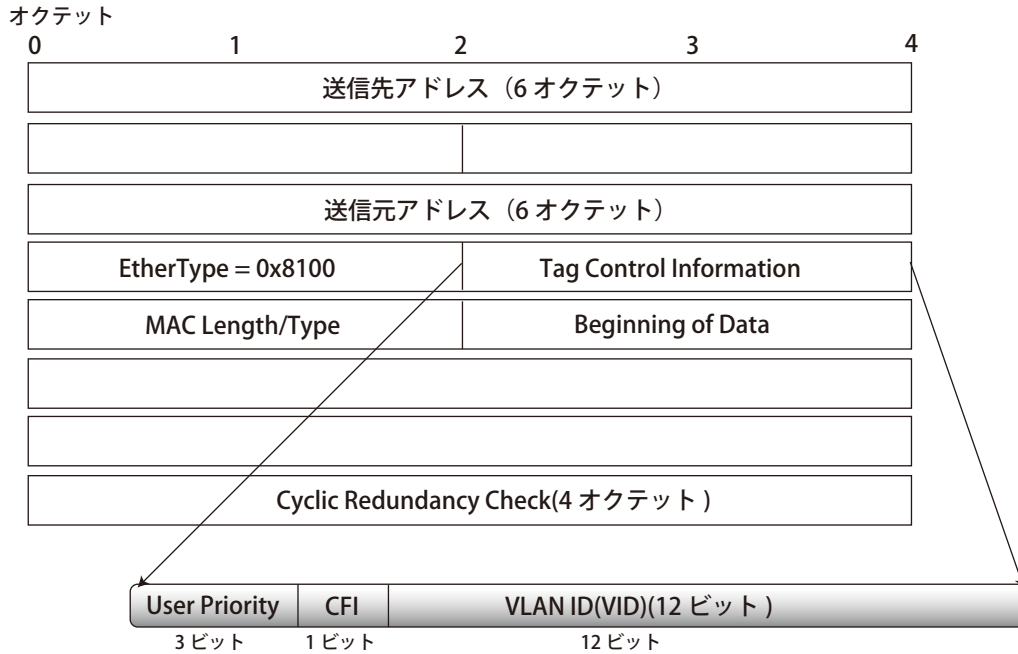 オクテット
0 1 2 3 4
送信先アドレス（6 オクテット）
送信元アドレス（6 オクテット）
EtherType = 0x8100 Tag Control Information
MAC Length/Type Beginning of Data
Cyclic Redundancy Check(4 オクテット )
User Priority CFI VLAN ID(VID)(12 ビット )
3 ビット 1 ビット 12 ビット